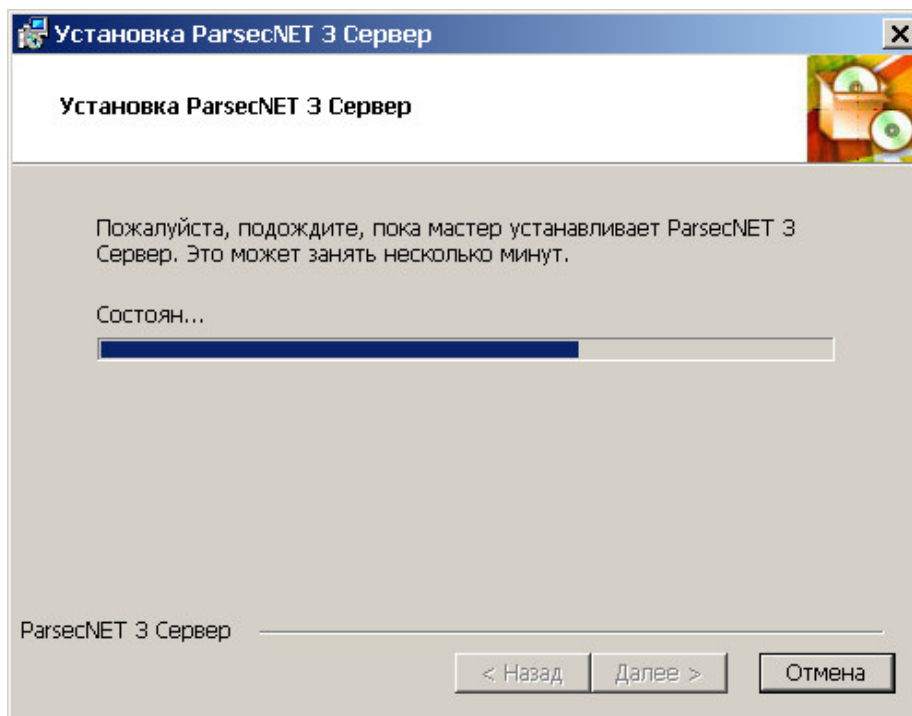 Установка ParsecNET 3 Сервер
Установка ParsecNET 3 Сервер
Пожалуйста, подождите, пока мастер устанавливает ParsecNET 3
Сервер. Это может занять несколько минут.
Состоян...
ParsecNET 3 Сервер
< Назад
Далее >
Отмена